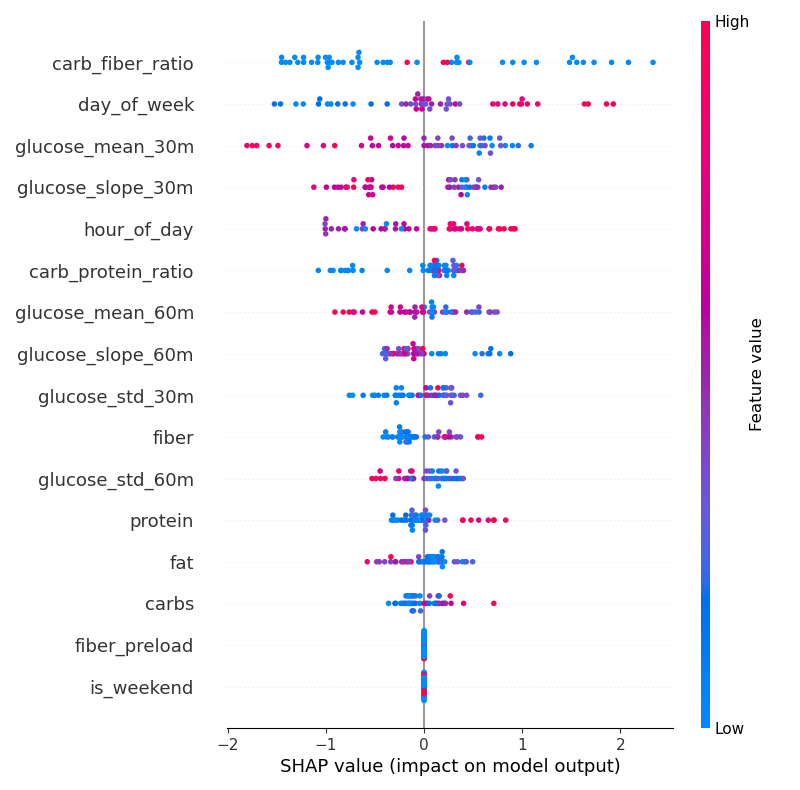 High
carb_fiber_ratio
day_of_week
glucose_mean_30m
glucose_slope_30m
hour_of_day
carb_protein_ratio
glucose_mean_60m
glucose_slope_60m
glucose_std_30m
fiber
glucose_std_60m
protein
fat
carbs
fiber_preload
is_weekend
Feature value
Low
−2 −1 0 1 2
SHAP value (impact on model output)